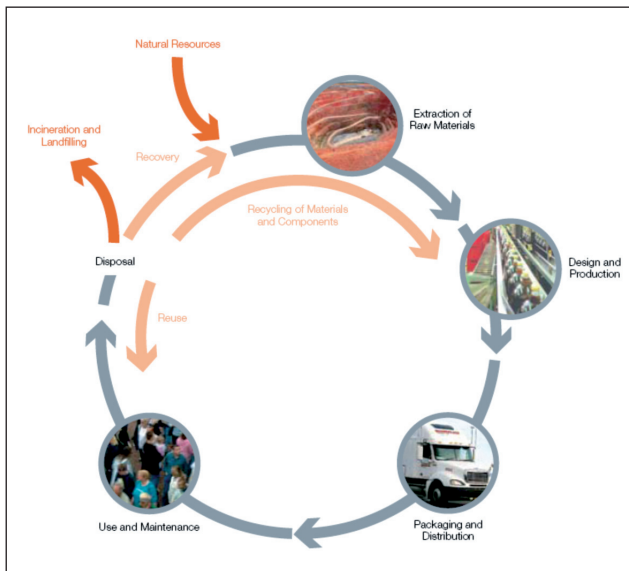 Natural Resources
Extraction of
Raw Materials
Incineration and
Landfilling
Recovery
Recycling of Materials
and Components
Disposal
Design and
Production
Reuse
Use and Maintenance
Packaging and
Distribution